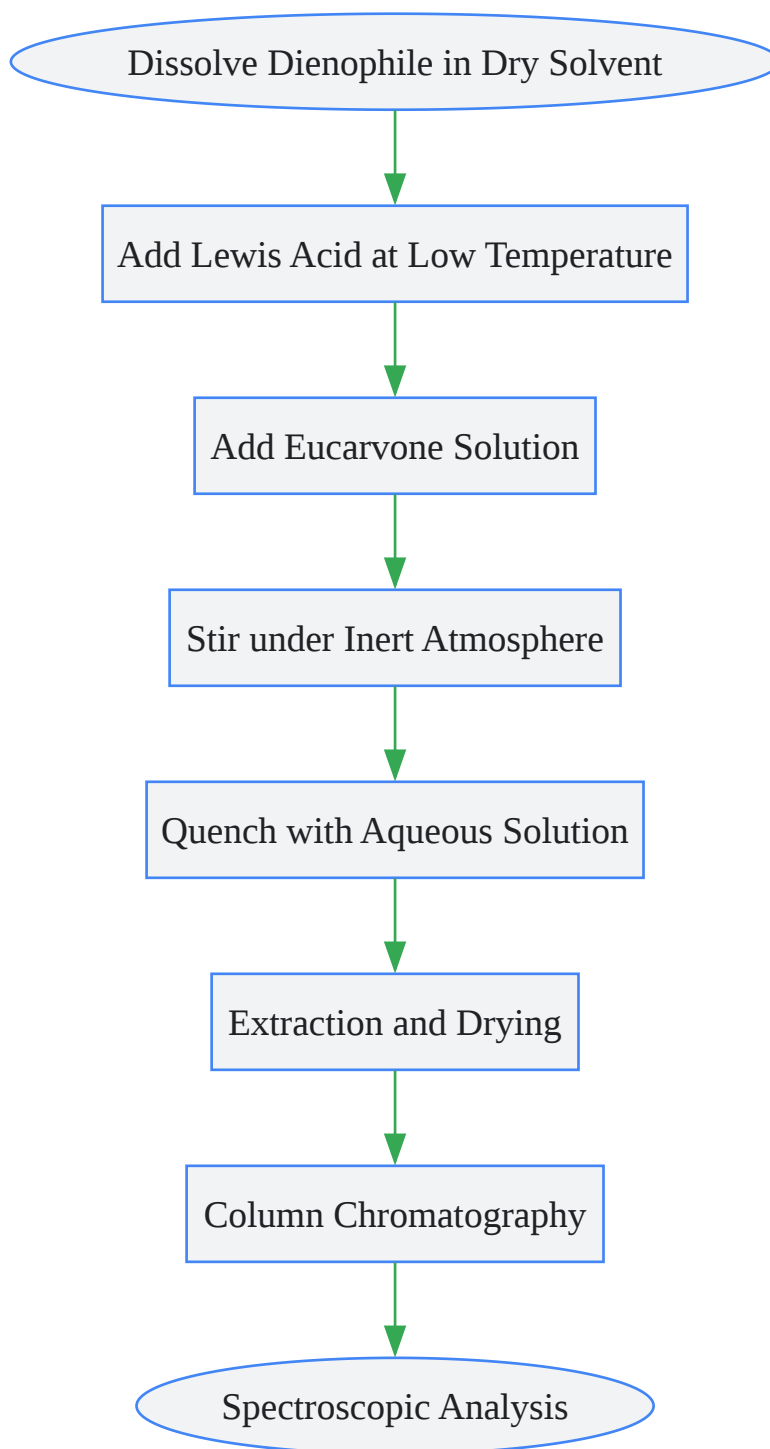 Dissolve Dienophile in Dry Solvent
Add Lewis Acid at Low Temperature
Add Eucarvone Solution
Stir under Inert Atmosphere
Quench with Aqueous Solution
Extraction and Drying
Column Chromatography
Spectroscopic Analysis